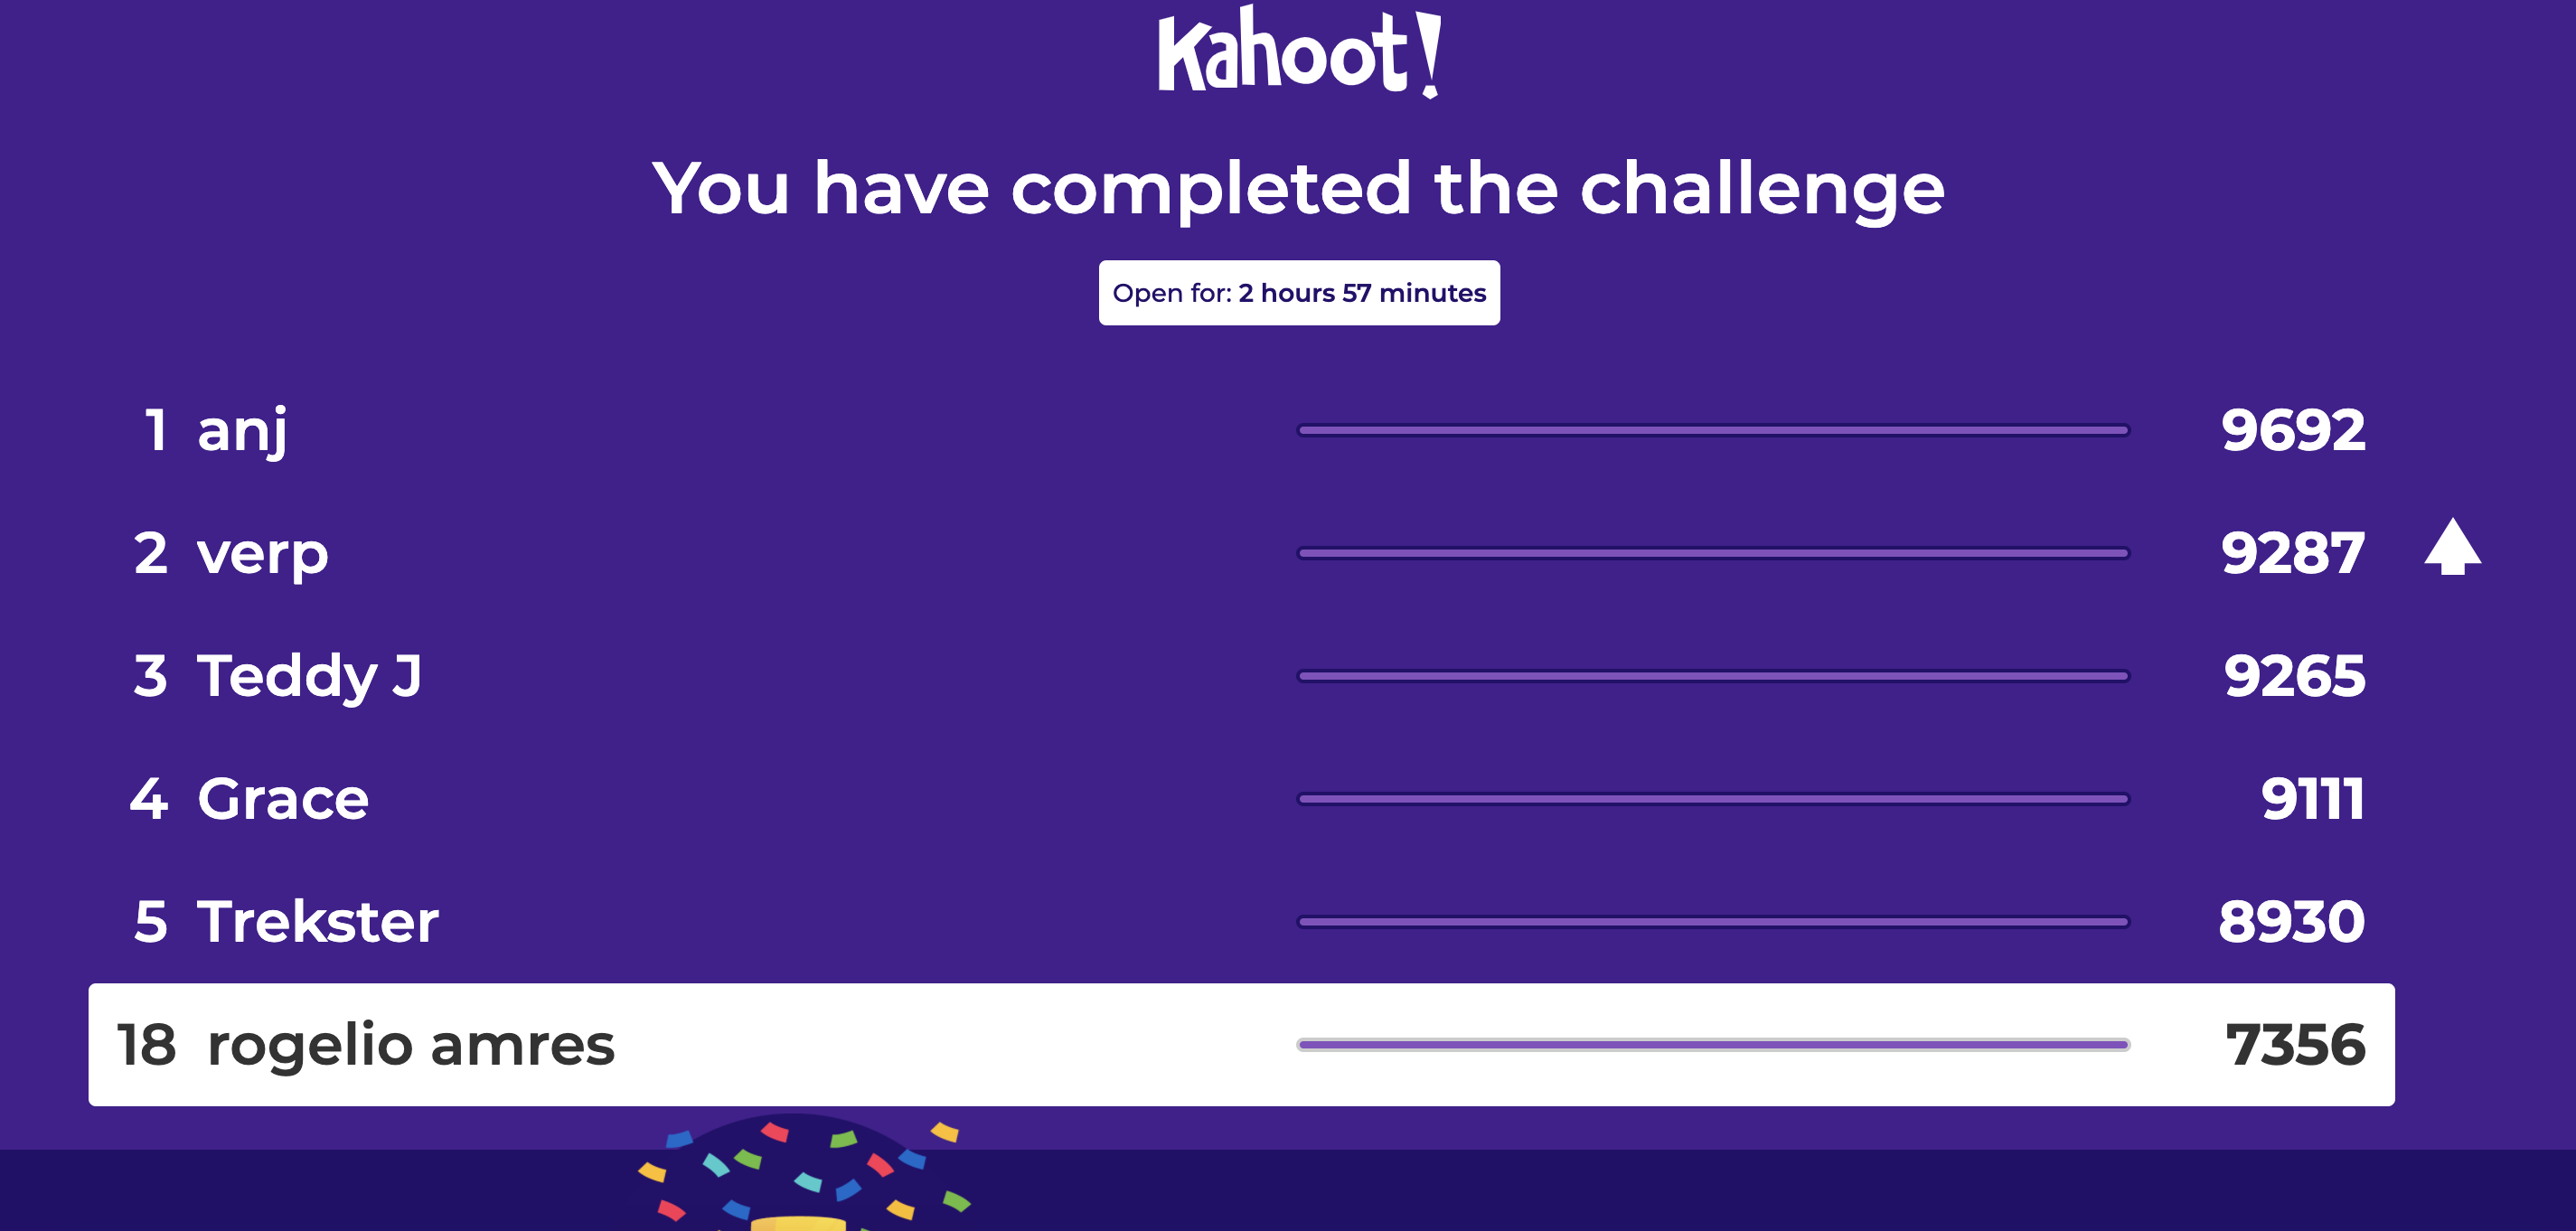 Kahoot!
You have completed the challenge
Open for: 2 hours 57 minutes
1 anj 9692
2 verp 9287
3 Teddy J 9265
4 Grace 9111
5 Trekster 8930
18 rogelio amres 7356